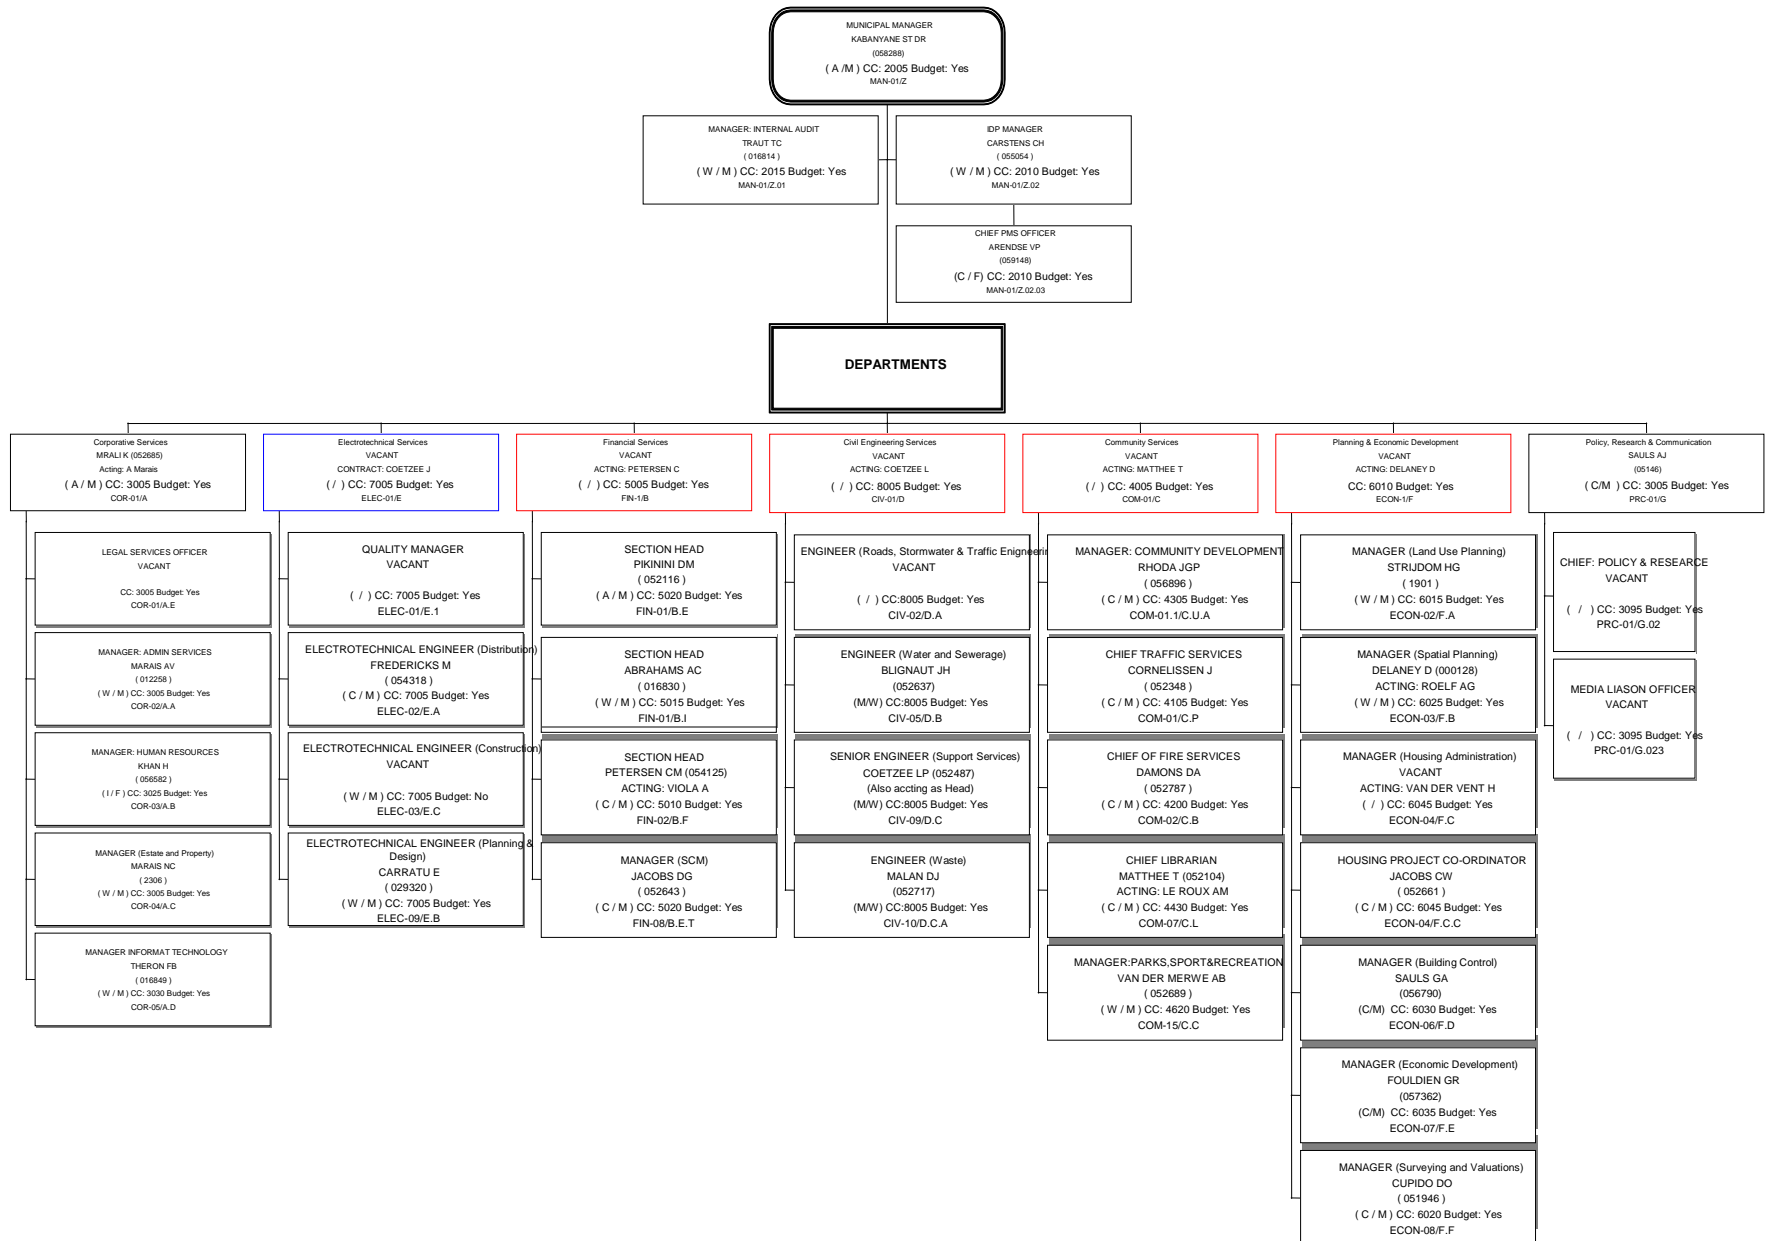 MUNICIPAL MANAGER
KABANYANE ST DR
(058288)
( A /M ) CC: 2005 Budget: Yes
MAN-01/Z
MANAGER: INTERNAL AUDIT
TRAUT TC
( 016814 )
( W / M ) CC: 2015 Budget: Yes
MAN-01/Z.01
IDP MANAGER
CARSTENS CH
( 055054 )
( W / M ) CC: 2010 Budget: Yes
MAN-01/Z.02
CHIEF PMS OFFICER
ARENDSE VP
(059148)
(C / F) CC: 2010 Budget: Yes
MAN-01/Z.02.03
DEPARTMENTS
Corporative Services
MRALI K (052685)
Acting: A Marais
( A / M ) CC: 3005 Budget: Yes
COR-01/A
LEGAL SERVICES OFFICER
VACANT
CC: 3005 Budget: Yes
COR-01/A.E
MANAGER: ADMIN SERVICES
MARAIS AV
( 012258 )
( W / M ) CC: 3005 Budget: Yes
COR-02/A.A
MANAGER: HUMAN RESOURCES
KHAN H
( 056582 )
( I / F ) CC: 3025 Budget: Yes
COR-03/A.B
MANAGER (Estate and Property)
MARAIS NC
( 2306 )
( W / M ) CC: 3005 Budget: Yes
COR-04/A.C
MANAGER INFORMAT TECHNOLOGY
THERON FB
( 016849 )
( W / M ) CC: 3030 Budget: Yes
COR-05/A.D
Electrotechnical Services
VACANT
CONTRACT: COETZEE J
( / ) CC: 7005 Budget: Yes
ELEC-01/E
QUALITY MANAGER
VACANT
( / ) CC: 7005 Budget: Yes
ELEC-01/E.1
ELECTROTECHNICAL ENGINEER (Distribution)
FREDERICKS M
( 054318 )
( C / M ) CC: 7005 Budget: Yes
ELEC-02/E.A
ELECTROTECHNICAL ENGINEER (Construction)
VACANT
( W / M ) CC: 7005 Budget: No
ELEC-03/E.C
ELECTROTECHNICAL ENGINEER (Planning &
Design)
CARRATU E
( 029320 )
( W / M ) CC: 7005 Budget: Yes
ELEC-09/E.B
Financial Services
VACANT
ACTING: PETERSEN C
( / ) CC: 5005 Budget: Yes
FIN-1/B
SECTION HEAD
PIKININI DM
( 052116 )
( A / M ) CC: 5020 Budget: Yes
FIN-01/B.E
SECTION HEAD
ABRAHAMS AC
( 016830 )
( W / M ) CC: 5015 Budget: Yes
FIN-01/B.I
SECTION HEAD
PETERSEN CM (054125)
ACTING: VIOLA A
( C / M ) CC: 5010 Budget: Yes
FIN-02/B.F
MANAGER (SCM)
JACOBS DG
( 052643 )
( C / M ) CC: 5020 Budget: Yes
FIN-08/B.E.T
Civil Engineering Services
VACANT
ACTING: COETZEE L
( / ) CC: 8005 Budget: Yes
CIV-01/D
ENGINEER (Roads, Stormwater & Traffic Enigneerin
VACANT
( / ) CC:8005 Budget: Yes
CIV-02/D.A
ENGINEER (Water and Sewerage)
BLIGNAUT JH
(052637)
(M/W) CC:8005 Budget: Yes
CIV-05/D.B
SENIOR ENGINEER (Support Services)
COETZEE LP (052487)
(Also accting as Head)
(M/W) CC:8005 Budget: Yes
CIV-09/D.C
ENGINEER (Waste)
MALAN DJ
(052717)
(M/W) CC:8005 Budget: Yes
CIV-10/D.C.A
Community Services
VACANT
ACTING: MATTHEE T
( / ) CC: 4005 Budget: Yes
COM-01/C
MANAGER: COMMUNITY DEVELOPMENT
RHODA JGP
( 056896 )
( C / M ) CC: 4305 Budget: Yes
COM-01.1/C.U.A
CHIEF TRAFFIC SERVICES
CORNELISSEN J
( 052348 )
( C / M ) CC: 4105 Budget: Yes
COM-01/C.P
CHIEF OF FIRE SERVICES
DAMONS DA
( 052787 )
( C / M ) CC: 4200 Budget: Yes
COM-02/C.B
CHIEF LIBRARIAN
MATTHEE T (052104)
ACTING: LE ROUX AM
( C / M ) CC: 4430 Budget: Yes
COM-07/C.L
MANAGER:PARKS,SPORT&RECREATION
VAN DER MERWE AB
( 052689 )
( W / M ) CC: 4620 Budget: Yes
COM-15/C.C
Planning & Economic Development
VACANT
ACTING: DELANEY D
CC: 6010 Budget: Yes
ECON-1/F
MANAGER (Land Use Planning)
STRIJDOM HG
( 1901 )
( W / M ) CC: 6015 Budget: Yes
ECON-02/F.A
MANAGER (Spatial Planning)
DELANEY D (000128)
ACTING: ROELF AG
( W / M ) CC: 6025 Budget: Yes
ECON-03/F.B
MANAGER (Housing Administration)
VACANT
ACTING: VAN DER VENT H
( / ) CC: 6045 Budget: Yes
ECON-04/F.C
HOUSING PROJECT CO-ORDINATOR
JACOBS CW
( 052661 )
( C / M ) CC: 6045 Budget: Yes
ECON-04/F.C.C
MANAGER (Building Control)
SAULS GA
(056790)
(C/M) CC: 6030 Budget: Yes
ECON-06/F.D
MANAGER (Economic Development)
FOULDIEN GR
(057362)
(C/M) CC: 6035 Budget: Yes
ECON-07/F.E
MANAGER (Surveying and Valuations)
CUPIDO DO
( 051946 )
( C / M ) CC: 6020 Budget: Yes
ECON-08/F.F
Policy, Research & Communication
SAULS AJ
(05146)
( C/M ) CC: 3005 Budget: Yes
PRC-01/G
CHIEF: POLICY & RESEARCE
VACANT
( / ) CC: 3095 Budget: Yes
PRC-01/G.02
MEDIA LIASON OFFICER
VACANT
( / ) CC: 3095 Budget: Yes
PRC-01/G.023